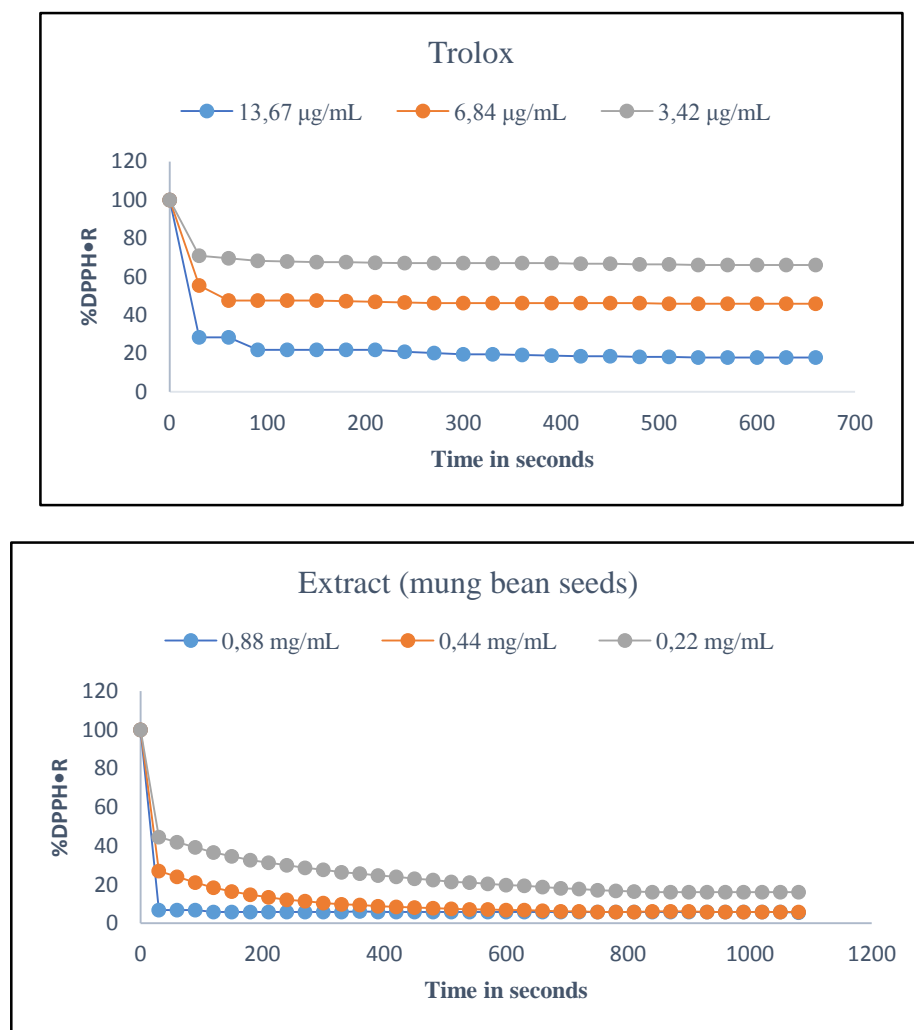 Trolox
13,67 µg/mL 6,84 µg/mL 3,42 µg/mL
120
100
80
60
40
20
0
%DPPH•R
0 100 200 300 400 500 600 700
Time in seconds
Extract (mung bean seeds)
0,88 mg/mL 0,44 mg/mL 0,22 mg/mL
120
100
80
60
40
20
0
%DPPH•R
0 200 400 600 800 1000 1200
Time in seconds